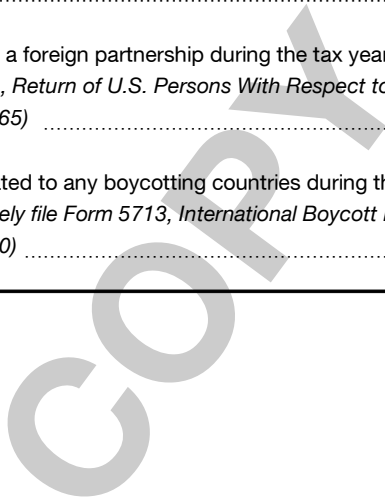 a foreign partnership during the tax year
, Return of U.S. Persons With Respect to
65)
ted to any boycotting countries during th
ely file Form 5713, International Boycott
0)
COPY